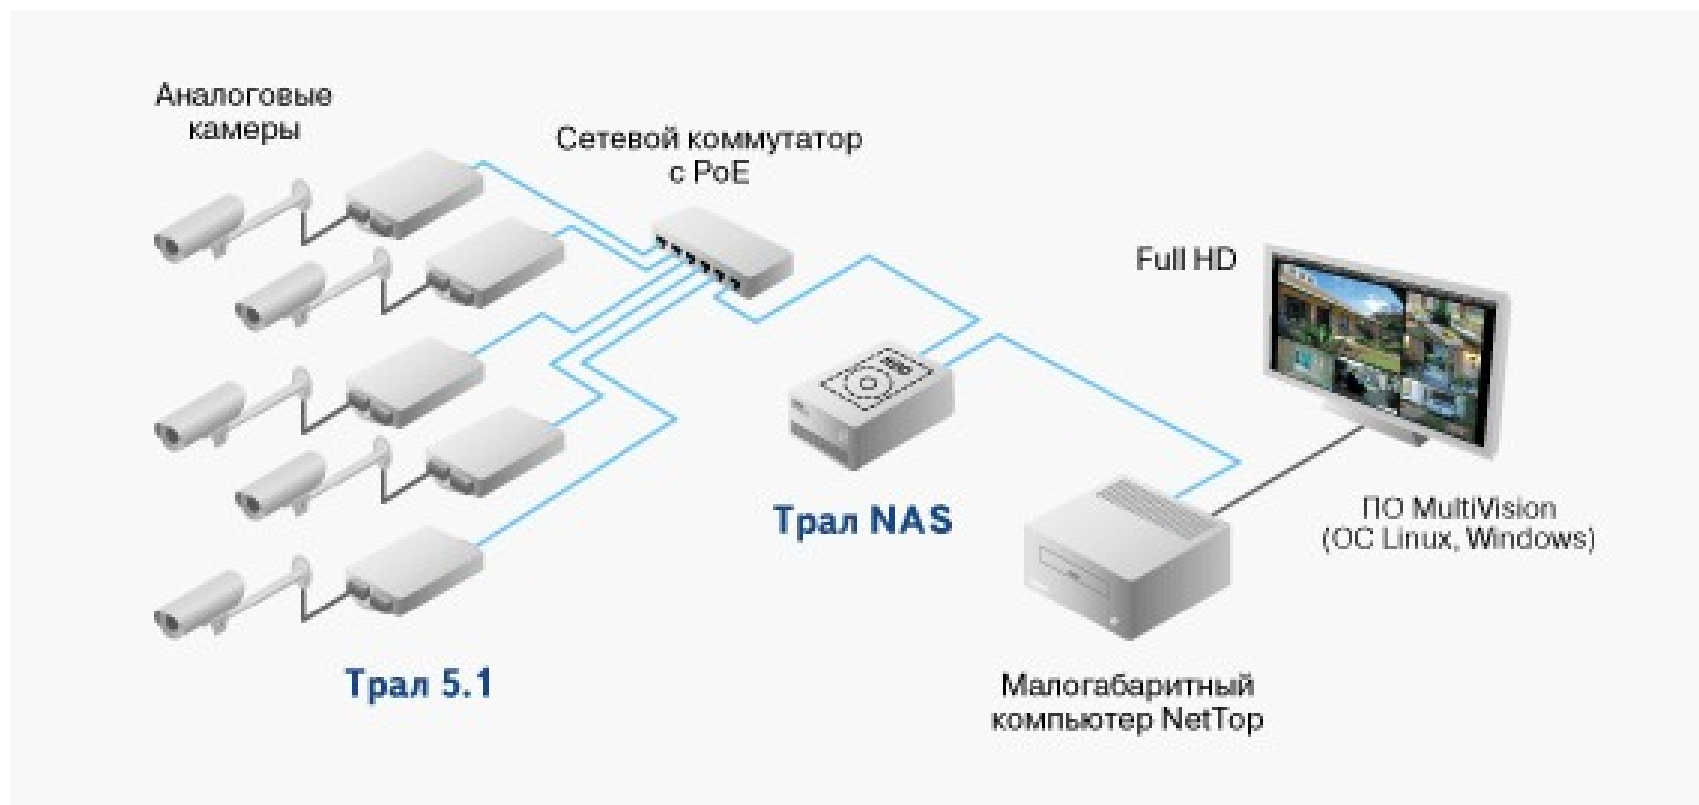 Аналоговые
камеры
Сетевой коммутатор
с PoE
Full HD
HDD
Трал NAS
ПО MultiVision
(ОС Linux, Windows)
Трал 5.1
Малогабаритный
компьютер NetTop